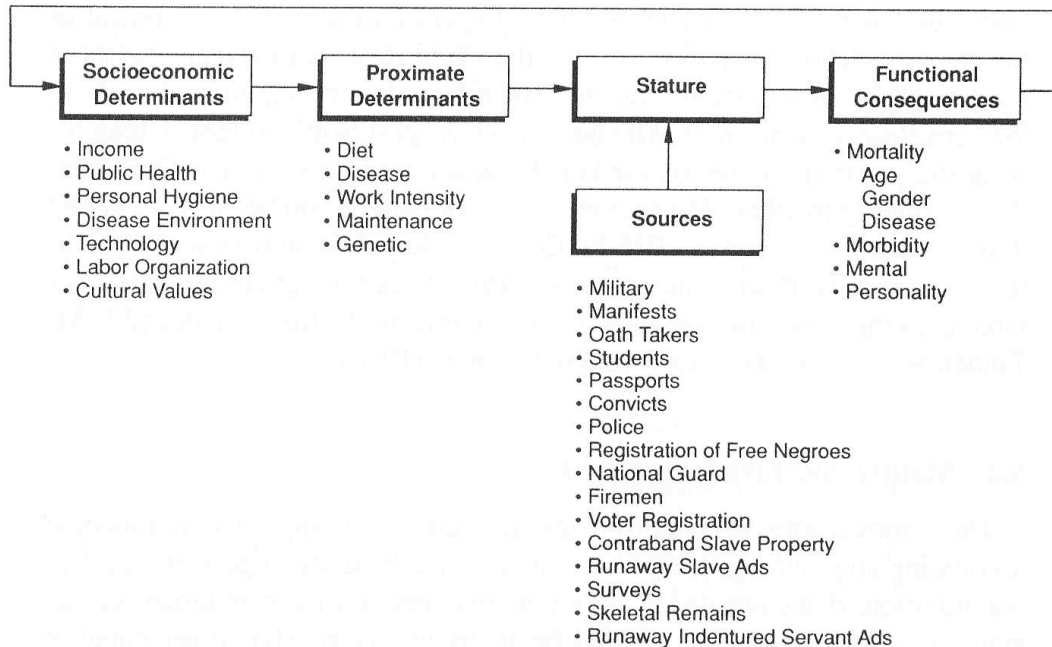 Socioeconomic
Determinants
• Income
• Public Health
• Personal Hygiene
• Disease Environment
• Technology
• Labor Organization
• Cultural Values
Proximate
Determinants
• Diet
• Disease
• Work Intensity
• Maintenance
• Genetic
Stature
Sources
• Military
• Manifests
• Oath Takers
• Students
• Passports
• Convicts
• Police
• Registration of Free Negroes
• National Guard
• Firemen
• Voter Registration
• Contraband Slave Property
• Runaway Slave Ads
• Surveys
• Skeletal Remains
• Runaway Indentured Servant Ads
Functional
Consequences
• Mortality
Age
Gender
Disease
• Morbidity
• Mental
• Personality